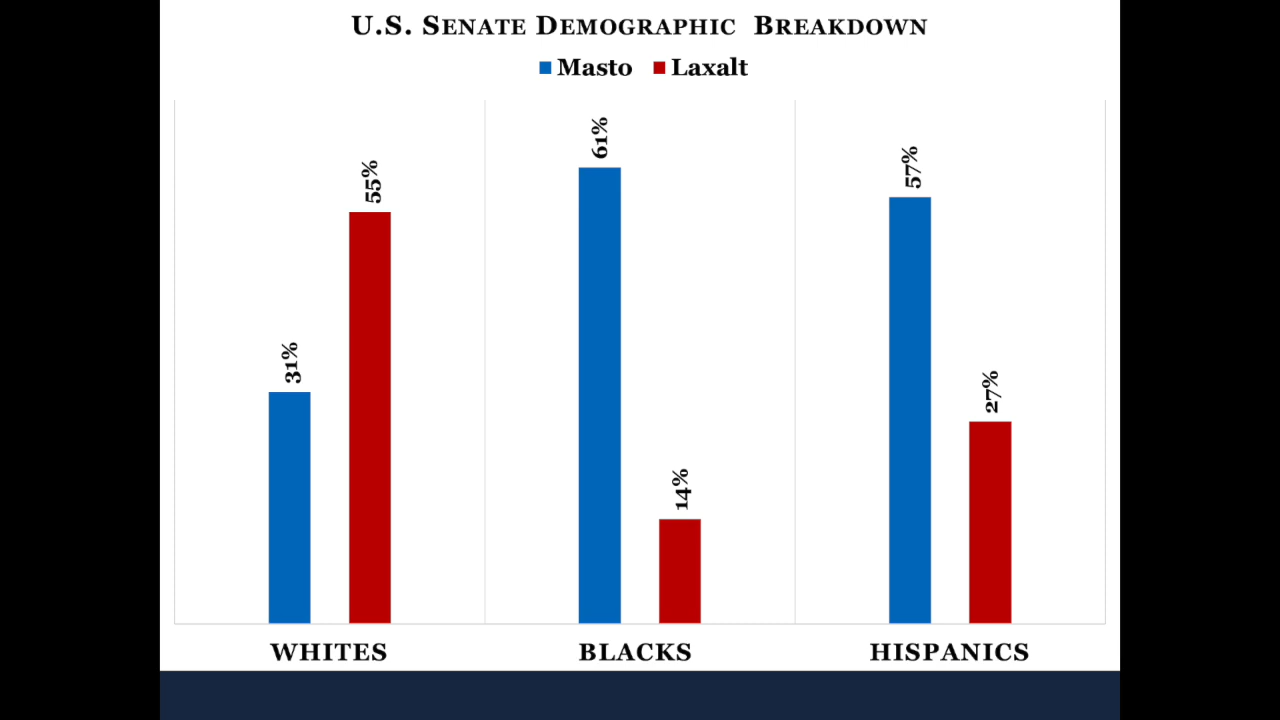 U.S. SENATE DEMOGRAPHIC BREAKDOWN
Masto Laxalt
31% 55% 61% 14% 57% 27%
WHITES BLACKS HISPANICS